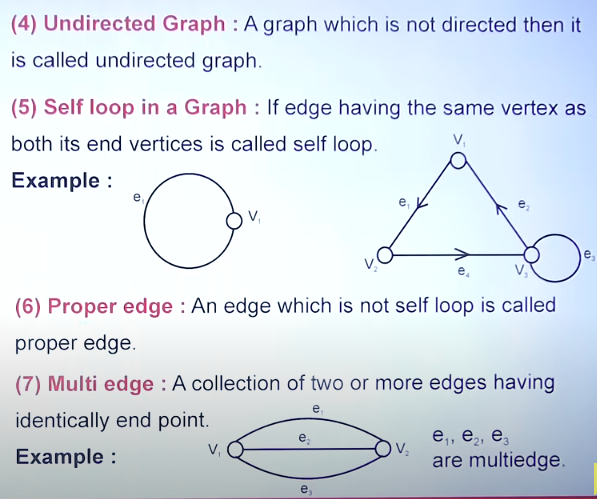 (4) Undirected Graph : A graph which is not directed then it
is called undirected graph.
(5) Self loop in a Graph : If edge having the same vertex as
both its end vertices is called self loop.
Example :
e₁
V₁
V₁
e₁
e₂
V₂
e₄
V₃
e₃
(6) Proper edge : An edge which is not self loop is called
proper edge.
(7) Multi edge : A collection of two or more edges having
identically end point.
Example :
e₁
V₁
e₂
V₂
e₃
e₁, e₂, e₃
are multiedge.